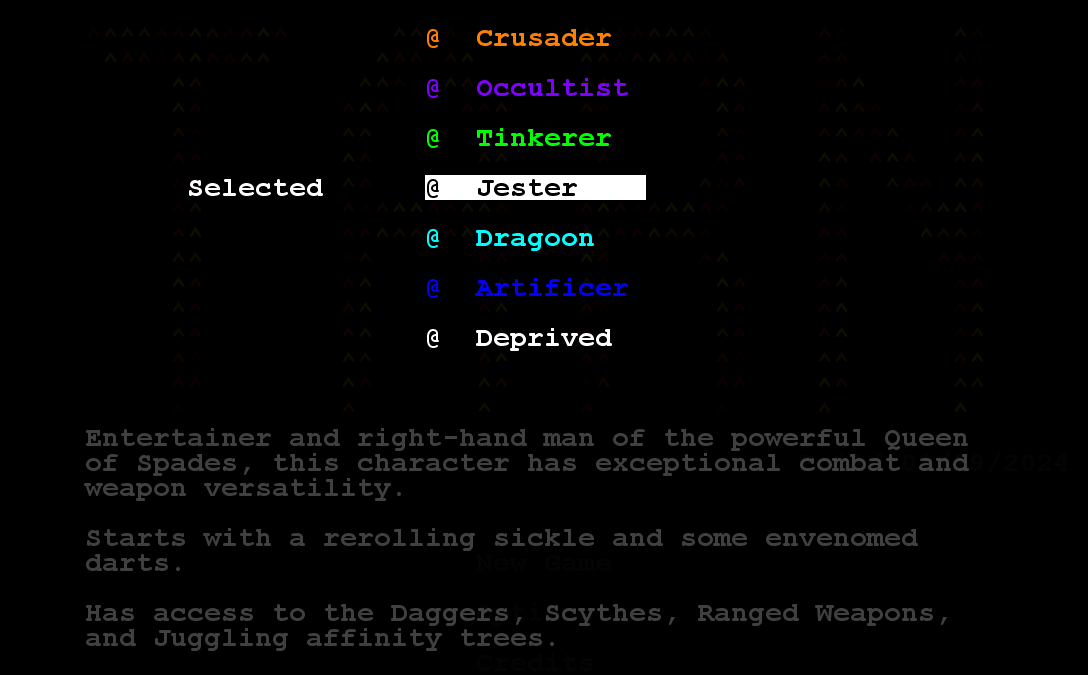 @ Crusader
@ Occultist
@ Tinkerer
Selected @ Jester
@ Dragoon
@ Artificer
@ Deprived
Entertainer and right-hand man of the powerful Queen
of Spades, this character has exceptional combat and
weapon versatility.
Starts with a rerolling sickle and some envenomed
darts.
New Game
Has access to the Daggers, Scythes, Ranged Weapons,
and Juggling affinity trees.
Credits